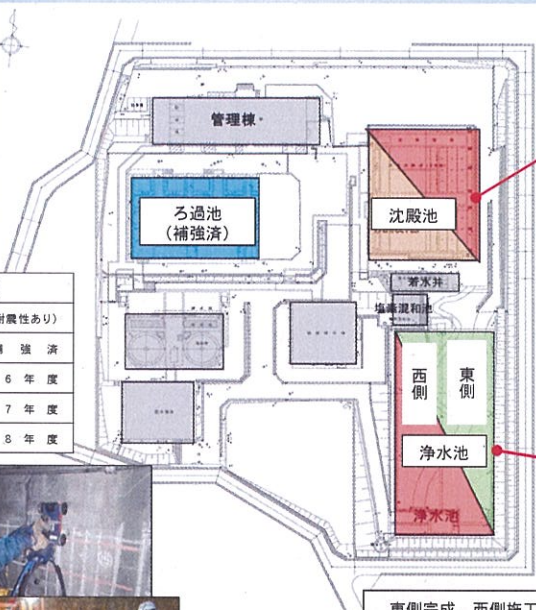 管理棟
ろ過池
(補強済)
沈殿池
着水井
塩素混和池
西側
東側
浄水池
浄水池
耐震性あり)
強 済
6 年 度
7 年 度
8 年 度
東側完成 西側施工